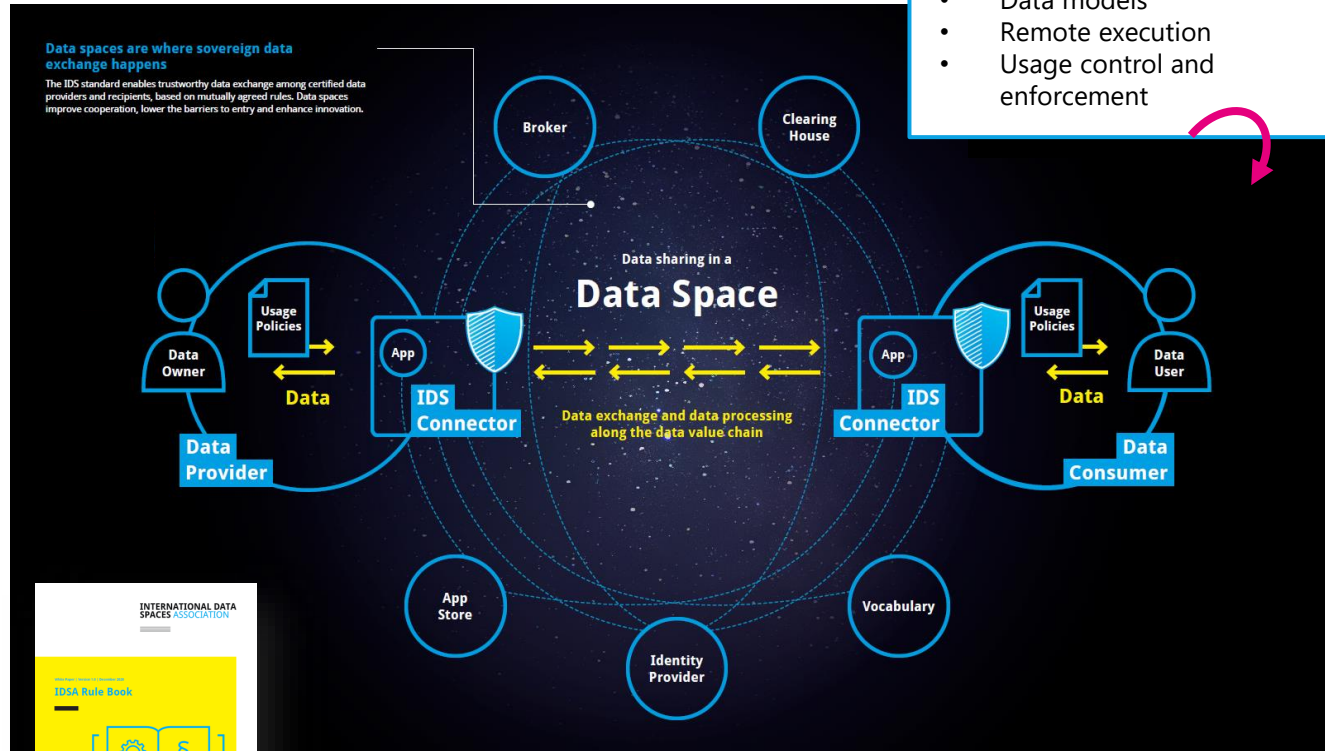 Data models
Remote execution
Usage control and
enforcement
Data spaces are where sovereign data
exchange happens
The IDS standard enables trustworthy data exchange among certified data
providers and recipients, based on mutually agreed rules. Data spaces
improve cooperation, lower the barriers to entry and enhance innovation.
Broker
Clearing
House
Data sharing in a
Data Space
Usage
Policies
Data
Owner
Data
App
IDS
Connector
Data
Provider
Data exchange and data processing
along the data value chain
App
IDS
Connector
Usage
Policies
Data
User
Data
Data
Consumer
App
Store
Vocabulary
Identity
Provider
INTERNATIONAL DATA
SPACES ASSOCIATION
IDSA Rule Book
§